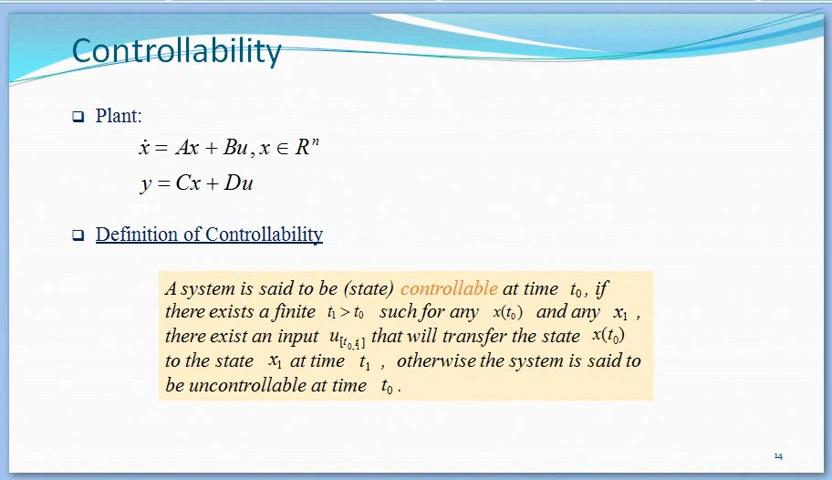 Controllability
❑ Plant:
ẋ = Ax + Bu, x ∈ Rⁿ
y = Cx + Du
❑ Definition of Controllability
A system is said to be (state) controllable at time t₀, if
there exists a finite t₁ > t₀ such for any x(t₀) and any x₁ ,
there exist an input u[t₀,t₁] that will transfer the state x(t₀)
to the state x₁ at time t₁ , otherwise the system is said to
be uncontrollable at time t₀ .
14